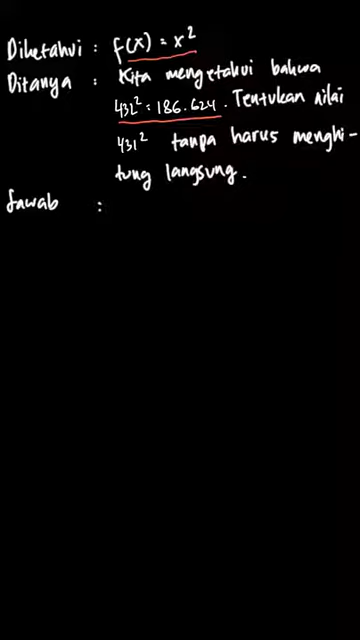 Diketahui : f(x) = x²
Ditanya : Kita mengetahui bahwa
432² = 186.624. Tentukan nilai
431² tanpa harus menghi-
tung langsung.
Jawab :